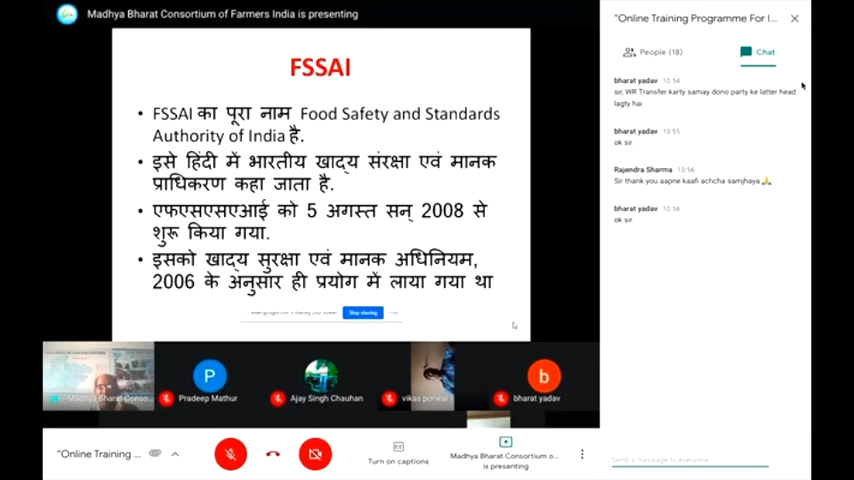 Madhya Bharat Consortium of Farmers India is presenting
FSSAI
• FSSAI का पूरा नाम Food Safety and Standards
Authority of India है.
• इसे हिंदी में भारतीय खाद्य संरक्षा एवं मानक
प्राधिकरण कहा जाता है.
• एफएसएसएआई को 5 अगस्त सन् 2008 से
शुरू किया गया.
• इसको खाद्य सुरक्षा एवं मानक अधिनियम,
2006 के अनुसार ही प्रयोग में लाया गया था
Stop sharing
Madhya Bharat Conso...
P
Pradeep Mathur
Ajay Singh Chauhan
vikas porwal
b
bharat yadav
"Online Training ...
Turn on captions
Madhya Bharat Consortium o...
is presenting
"Online Training Programme For I...
People (18)
Chat
bharat yadav 10:54
sir, WR Transfer karty samay dono party ke latter head
lagty hai
bharat yadav 10:55
ok sir.
Rajendra Sharma 10:56
Sir thank you aapne kaafi achcha samjhaya 🙏
bharat yadav 10:58
ok sir.
Send a message to everyone